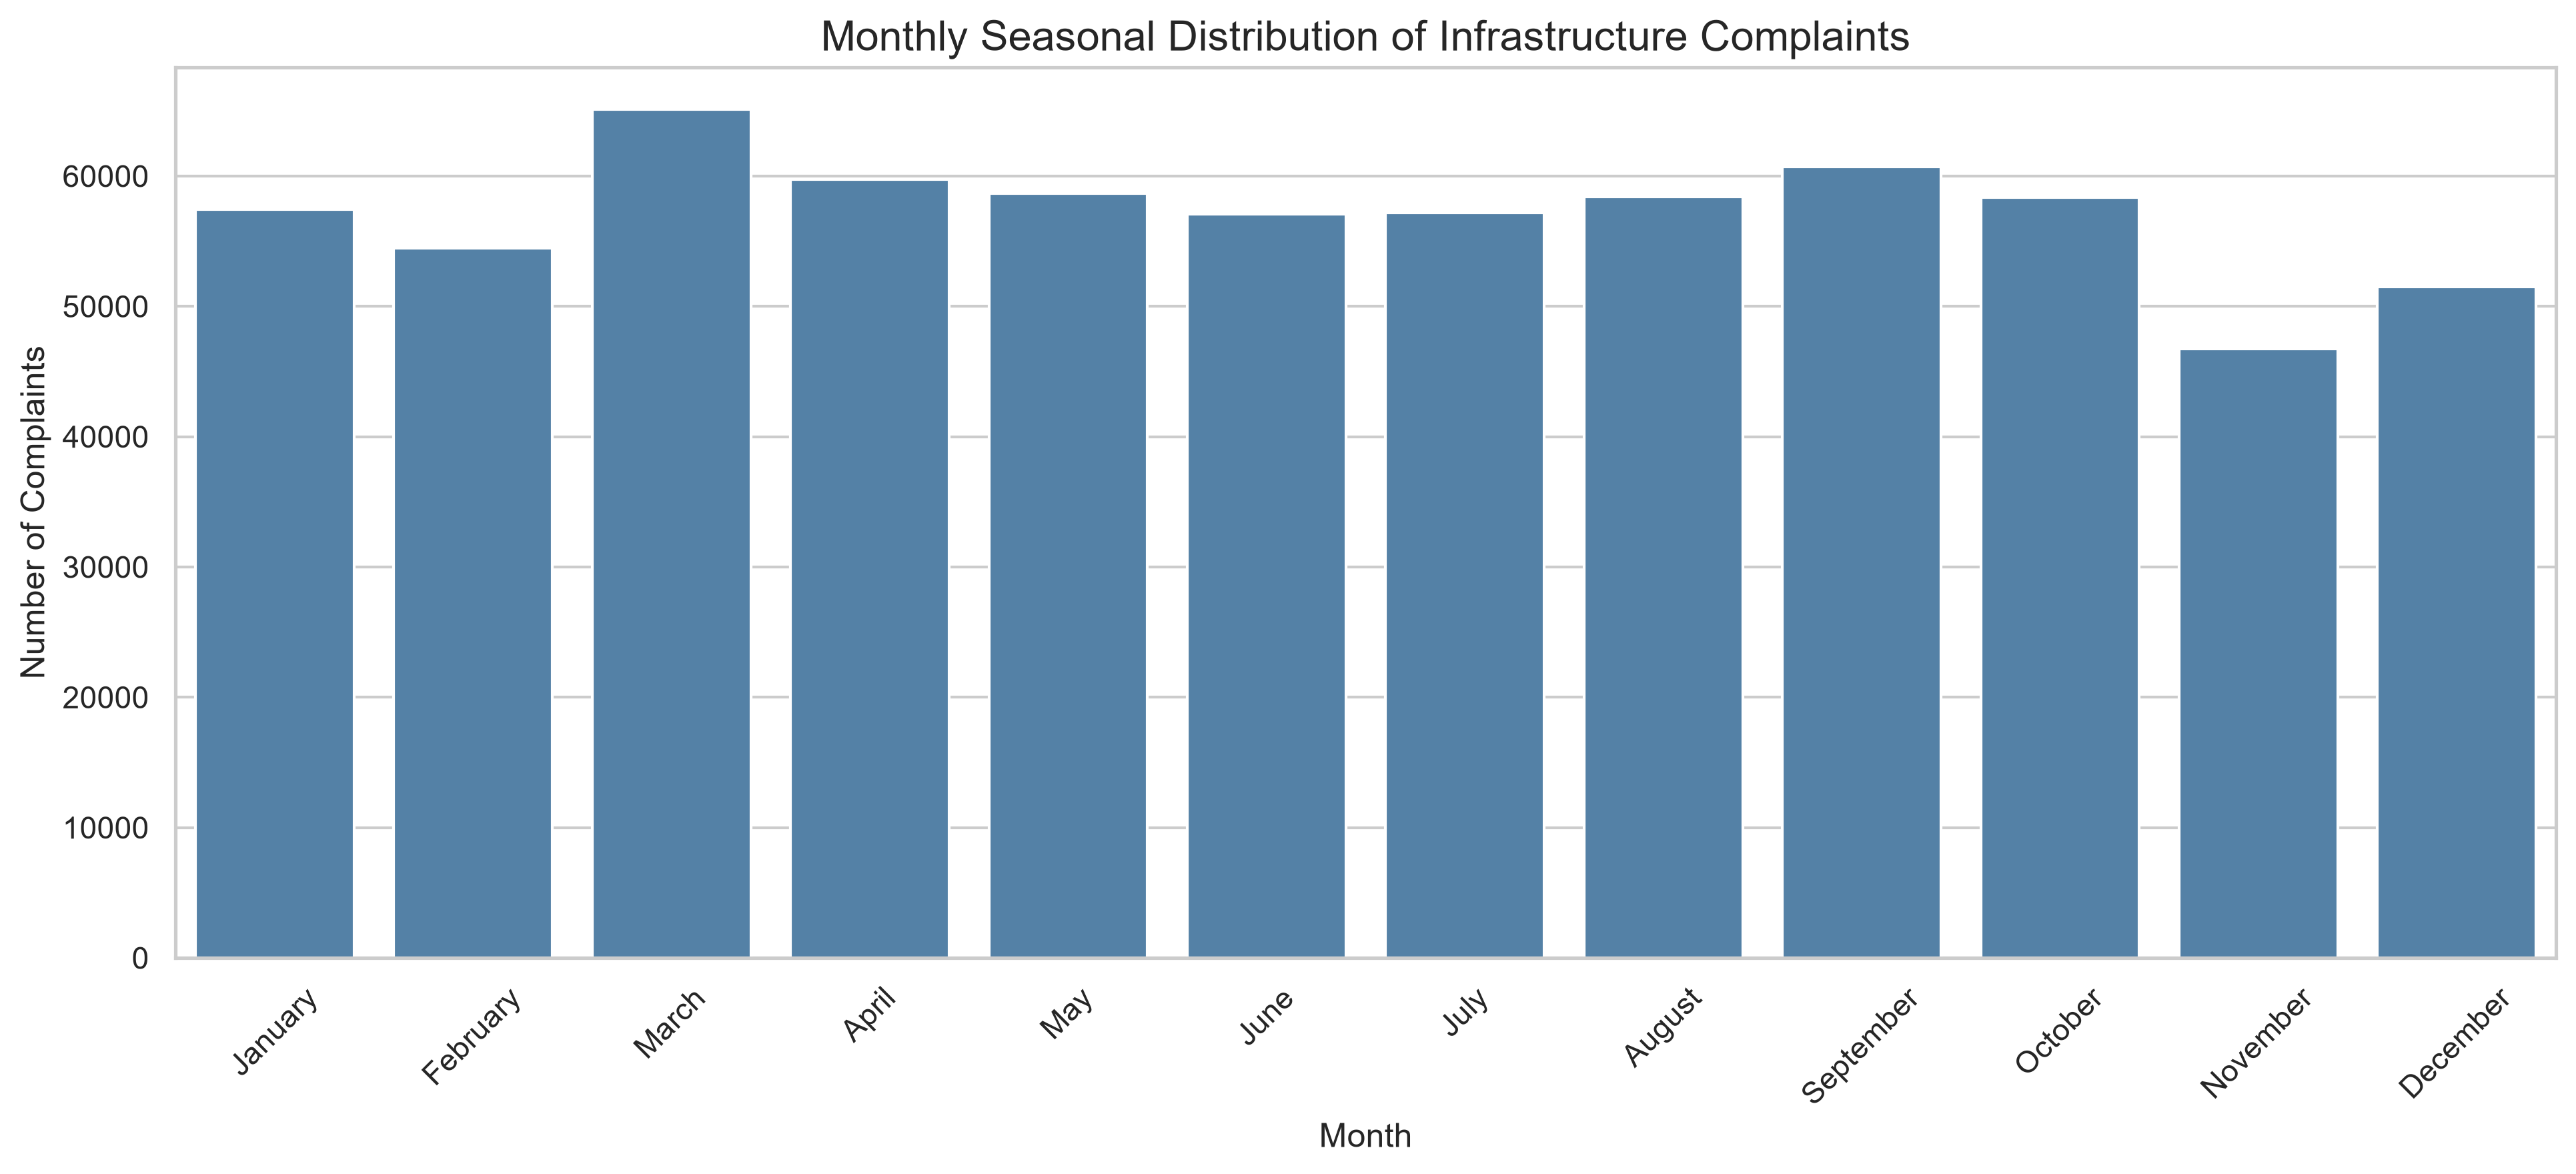 Monthly Seasonal Distribution of Infrastructure Complaints
Number of Complaints
60000
50000
40000
30000
20000
10000
0
January
February
March
April
May
June
July
August
September
October
November
December
Month